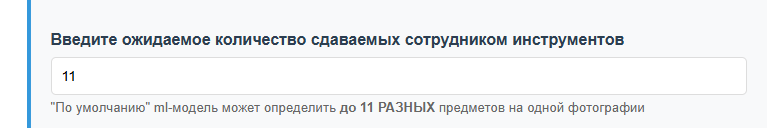 Введите ожидаемое количество сдаваемых сотрудником инструментов
11
"По умолчанию" ml-модель может определить до 11 РАЗНЫХ предметов на одной фотографии